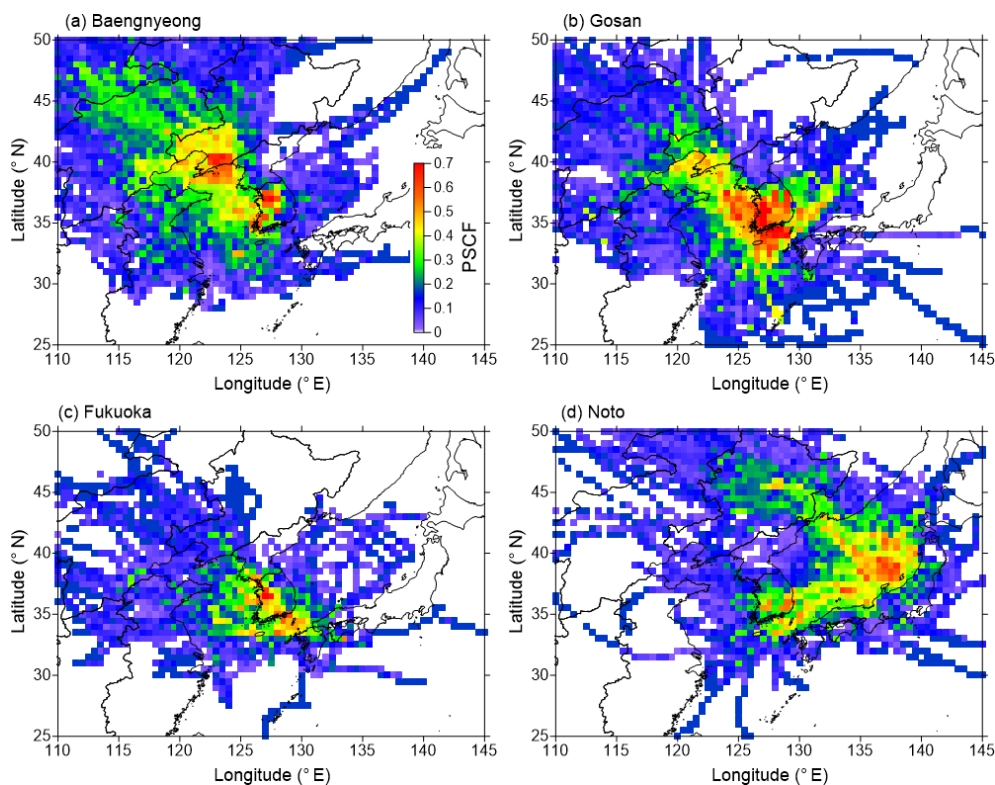 (a) Baengnyeong
50
45
40
35
30
25
Latitude (° N)
110 115 120 125 130 135 140 145
Longitude (° E)
0.7
0.6
0.5
0.4
0.3
0.2
0.1
0
PSCF
(b) Gosan
50
45
40
35
30
25
Latitude (° N)
110 115 120 125 130 135 140 145
Longitude (° E)
(c) Fukuoka
50
45
40
35
30
25
Latitude (° N)
110 115 120 125 130 135 140 145
Longitude (° E)
(d) Noto
50
45
40
35
30
25
Latitude (° N)
110 115 120 125 130 135 140 145
Longitude (° E)